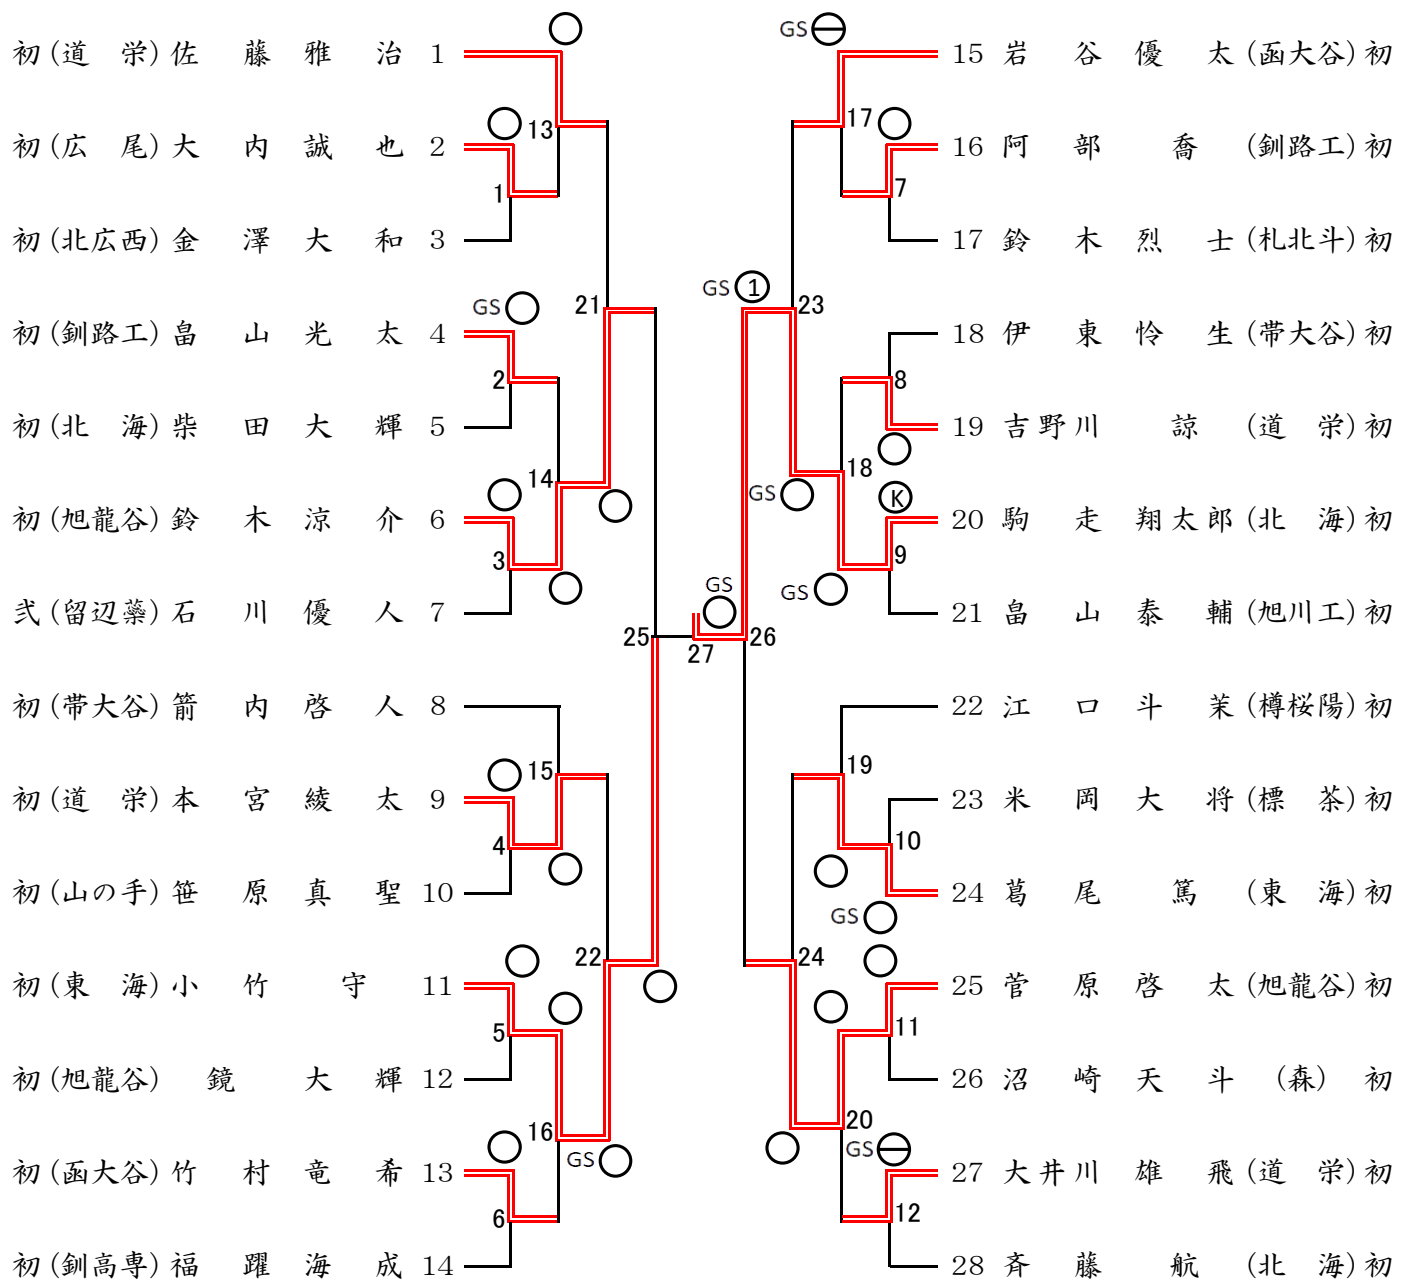 初(道　栄)佐藤雅治 1
初(広　尾)大内誠也 2
初(北広西)金澤大和 3
初(釧路工)畠山光太 4
初(北　海)柴田大輝 5
初(旭龍谷)鈴木涼介 6
弐(留辺蘂)石川優人 7
初(帯大谷)箭内啓人 8
初(道　栄)本宮綾太 9
初(山の手)笹原真聖 10
初(東　海)小竹守 11
初(旭龍谷)鏡大輝 12
初(函大谷)竹村竜希 13
初(釧高専)福躍海成 14
13
1
GS
21
2
14
3
25
15
4
22
5
16
GS
6
GS
27
GS
17
7
GS 1
23
8
GS
18
K
GS
9
26
19
10
GS
24
11
20
GS
12
15 岩谷優太(函大谷)初
16 阿部喬(釧路工)初
17 鈴木烈士(札北斗)初
18 伊東怜生(帯大谷)初
19 吉野川諒(道　栄)初
20 駒走翔太郎(北　海)初
21 畠山泰輔(旭川工)初
22 江口斗茉(樽桜陽)初
23 米岡大将(標　茶)初
24 葛尾篤(東　海)初
25 菅原啓太(旭龍谷)初
26 沼崎天斗(森)初
27 大井川雄飛(道　栄)初
28 斉藤航(北　海)初